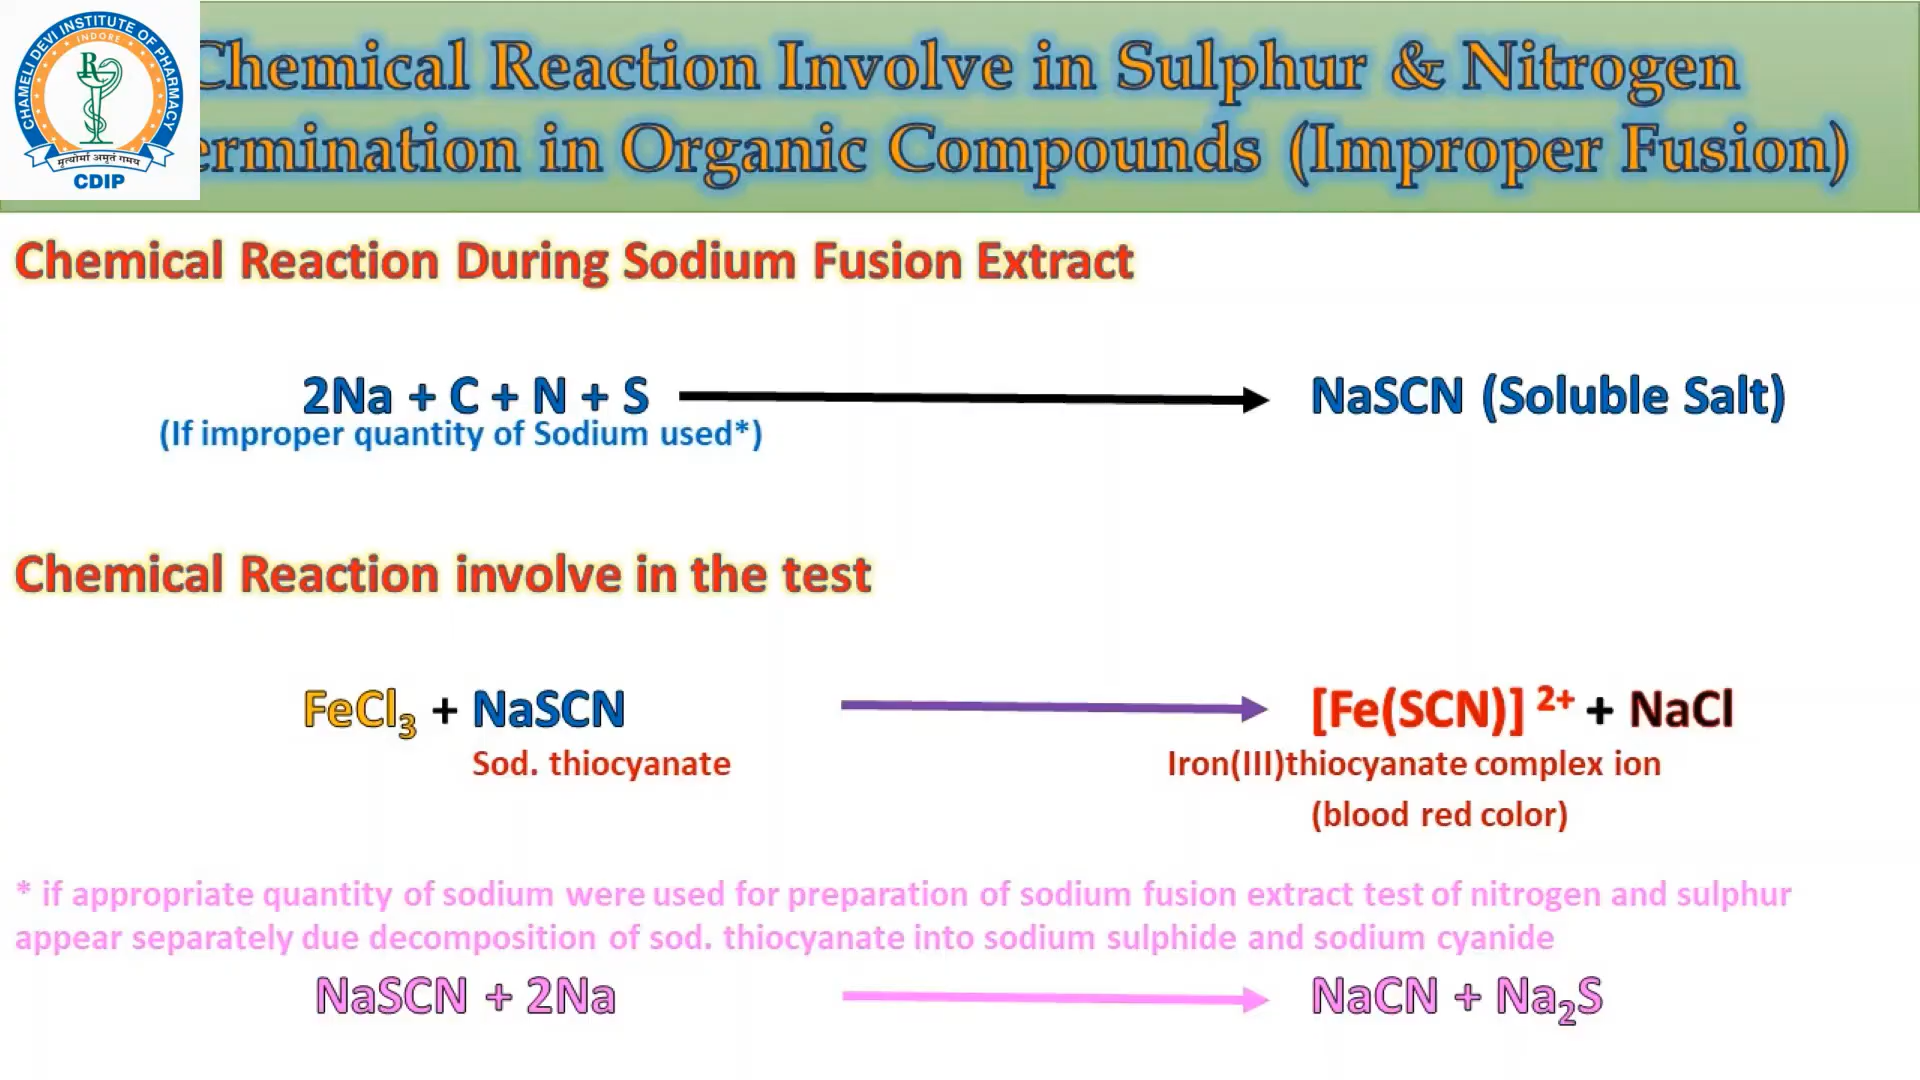 CHAMELI DEVI INSTITUTE OF PHARMACY
INDORE
मृत्योर्मा अमृतं गमय
CDIP
Chemical Reaction Involve in Sulphur & Nitrogen
ermination in Organic Compounds (Improper Fusion)
Chemical Reaction During Sodium Fusion Extract
2Na + C + N + S NaSCN (Soluble Salt)
(If improper quantity of Sodium used*)
Chemical Reaction involve in the test
FeCl₃ + NaSCN [Fe(SCN)] ²⁺ + NaCl
Sod. thiocyanate Iron(III)thiocyanate complex ion
(blood red color)
* if appropriate quantity of sodium were used for preparation of sodium fusion extract test of nitrogen and sulphur
appear separately due decomposition of sod. thiocyanate into sodium sulphide and sodium cyanide
NaSCN + 2Na NaCN + Na₂S